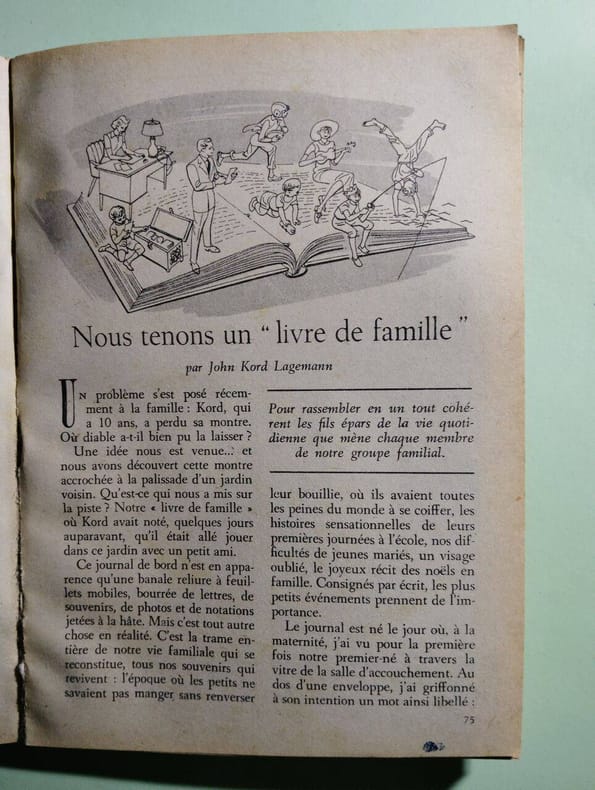 Nous tenons un “ livre de famille ”
par John Kord Lagemann
UN problème s'est posé récem-
ment à la famille : Kord, qui
a 10 ans, a perdu sa montre.
Où diable a-t-il bien pu la laisser ?
Une idée nous est venue... et
nous avons découvert cette montre
accrochée à la palissade d'un jardin
voisin. Qu'est-ce qui nous a mis sur
la piste ? Notre « livre de famille »
où Kord avait noté, quelques jours
auparavant, qu'il était allé jouer
dans ce jardin avec un petit ami.
Ce journal de bord n'est en appa-
rence qu'une banale reliure à feuil-
lets mobiles, bourrée de lettres, de
souvenirs, de photos et de notations
jetées à la hâte. Mais c'est tout autre
chose en réalité. C'est la trame en-
tière de notre vie familiale qui se
reconstitue, tous nos souvenirs qui
revivent : l'époque où les petits ne
savaient pas manger sans renverser
Pour rassembler en un tout cohé-
rent les fils épars de la vie quoti-
dienne que mène chaque membre
de notre groupe familial.
leur bouillie, où ils avaient toutes
les peines du monde à se coiffer, les
histoires sensationnelles de leurs
premières journées à l'école, nos dif-
ficultés de jeunes mariés, un visage
oublié, le joyeux récit des noëls en
famille. Consignés par écrit, les plus
petits événements prennent de l'im-
portance.
Le journal est né le jour où, à la
maternité, j'ai vu pour la première
fois notre premier-né à travers la
vitre de la salle d'accouchement. Au
dos d'une enveloppe, j'ai griffonné
à son intention un mot ainsi libellé :
75